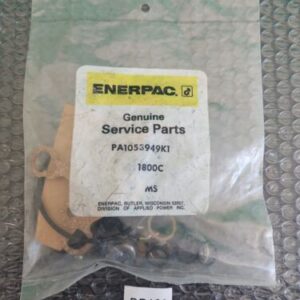 ENERPAC.
Genuine
Service Parts
PA1053949K1
1800C
MS
ENERPAC, BUTLER, WISCONSIN 53007,
DIVISION OF APPLIED POWER INC.